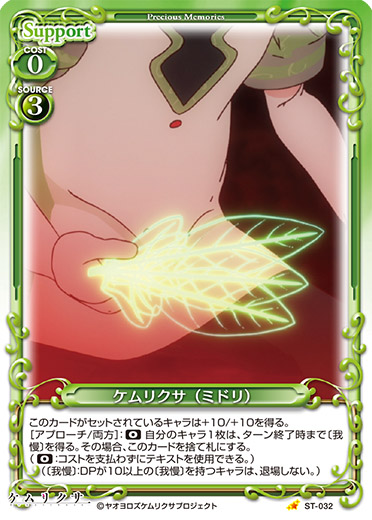 Precious Memories
Support
COST
0
SOURCE
3
ケムリクサ（ミドリ）
このカードがセットされているキャラは+10/+10を得る。
［アプローチ/両方］：0 自分のキャラ1枚は、ターン終了時まで〔我
慢〕を得る。その場合、このカードを捨て札にする。
（0：コストを支払わずにテキストを使用できる。）
（〔我慢〕：DPが10以上の〔我慢〕を持つキャラは、退場しない。）
ケムリクサ
©ヤオヨロズケムリクサプロジェクト
ST-032